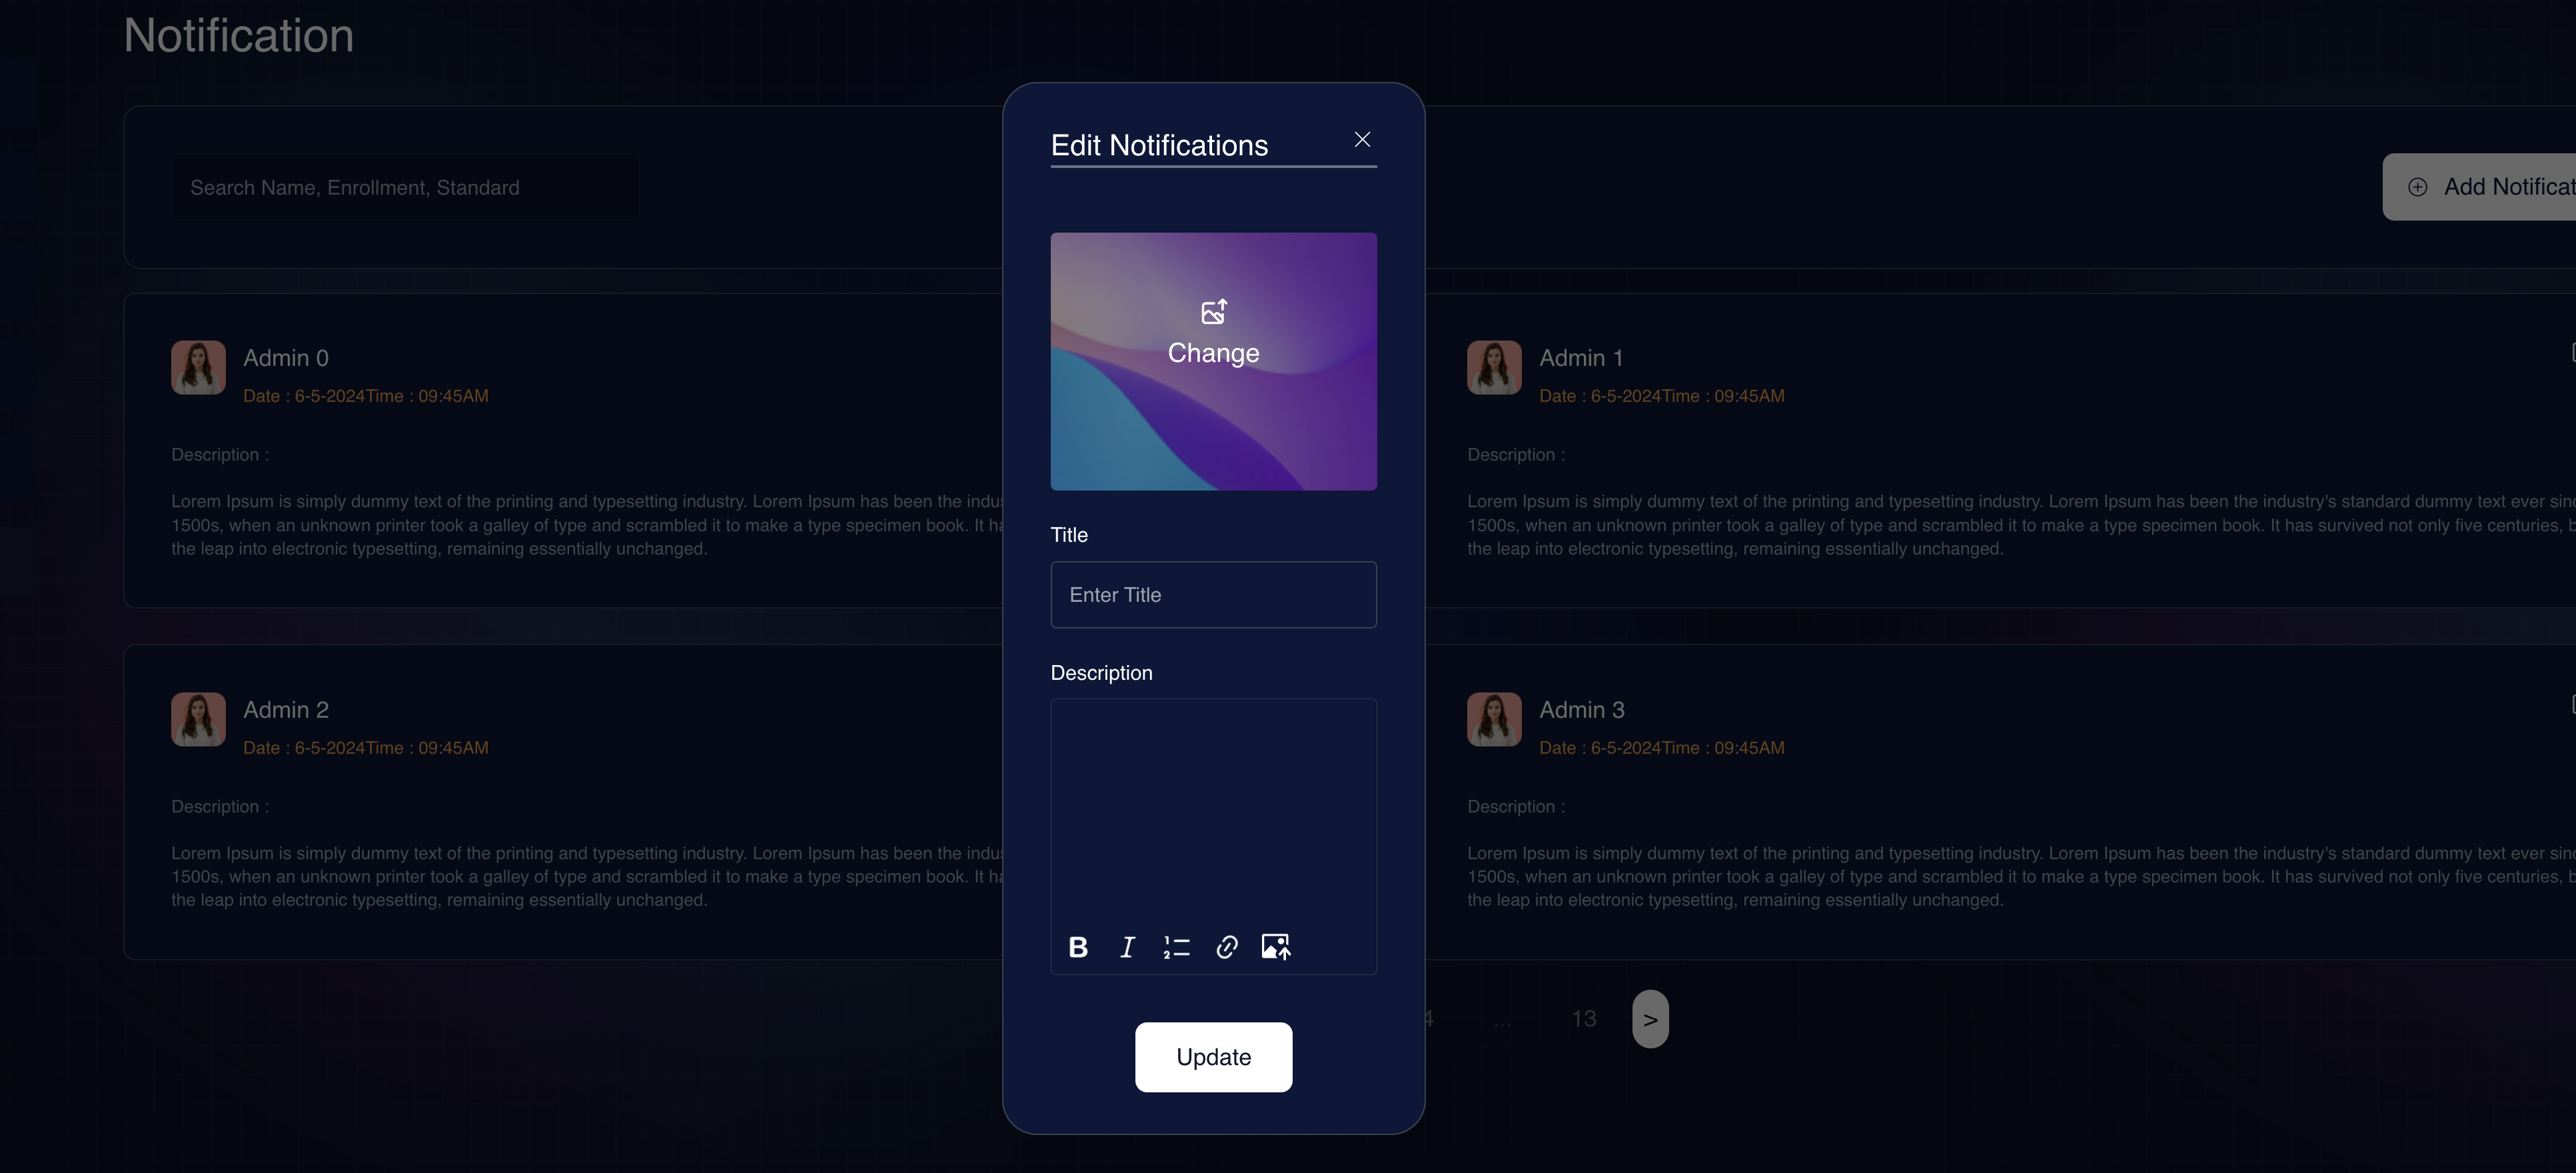 Notification
Search Name, Enrollment, Standard
Add Notificat
Admin 0
Date : 6-5-2024Time : 09:45AM
Description :
Lorem Ipsum is simply dummy text of the printing and typesetting industry. Lorem Ipsum has been the indus
1500s, when an unknown printer took a galley of type and scrambled it to make a type specimen book. It ha
the leap into electronic typesetting, remaining essentially unchanged.
Admin 1
Date : 6-5-2024Time : 09:45AM
Description :
Lorem Ipsum is simply dummy text of the printing and typesetting industry. Lorem Ipsum has been the industry's standard dummy text ever sinc
1500s, when an unknown printer took a galley of type and scrambled it to make a type specimen book. It has survived not only five centuries, b
the leap into electronic typesetting, remaining essentially unchanged.
Admin 2
Date : 6-5-2024Time : 09:45AM
Description :
Lorem Ipsum is simply dummy text of the printing and typesetting industry. Lorem Ipsum has been the indus
1500s, when an unknown printer took a galley of type and scrambled it to make a type specimen book. It ha
the leap into electronic typesetting, remaining essentially unchanged.
Admin 3
Date : 6-5-2024Time : 09:45AM
Description :
Lorem Ipsum is simply dummy text of the printing and typesetting industry. Lorem Ipsum has been the industry's standard dummy text ever sinc
1500s, when an unknown printer took a galley of type and scrambled it to make a type specimen book. It has survived not only five centuries, b
the leap into electronic typesetting, remaining essentially unchanged.
4 ... 13 >
Edit Notifications
Change
Title
Enter Title
Description
B I
Update